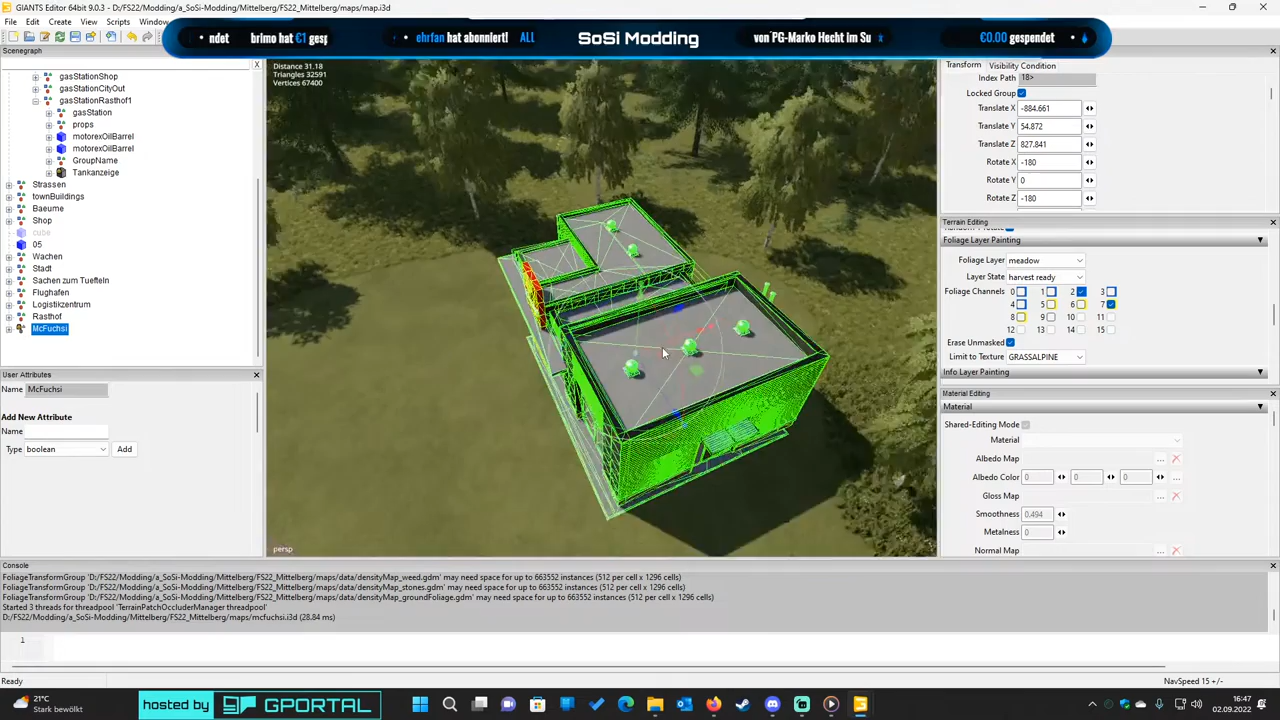 GIANTS Editor 64bit v9.0.3 - D:/FS22/Modding/a_SoSi-Modding/Mittelberg/FS22_Mittelberg/maps/map.i3d
File Edit Create View Scripts Window
ndet brimo hat €1 gesp ehrfan hat abonniert! ALL SoSi Modding von PG-Marko Hecht im Su €0.00 gespendet
Scenegraph
X
gasStationShop
gasStationCityOut
gasStationRasthof1
gasStation
props
motorexOilBarrel
motorexOilBarrel
GroupName
Tankanzeige
Strassen
townBuildings
Baeume
Shop
cube
05
Wachen
Stadt
Sachen zum Tuefteln
Flughafen
Logistikzentrum
Rasthof
McFuchsi
User Attributes
Name McFuchsi
Add New Attribute
Name
Type boolean Add
Distance 31.18
Triangles 32591
Vertices 67400
persp
Transform Visibility Condition
Index Path 18>
Locked Group
Translate X -884.661
Translate Y 54.872
Translate Z 827.841
Rotate X -180
Rotate Y 0
Rotate Z -180
Terrain Editing
Foliage Layer Painting
Foliage Layer meadow
Layer State harvest ready
Foliage Channels 0 1 2 3
4 5 6 7
8 9 10 11
12 13 14 15
Erase Unmasked
Limit to Texture GRASSALPINE
Info Layer Painting
Material Editing
Material
Shared-Editing Mode
Material
Albedo Map ...
Albedo Color 0 0 0 ...
Gloss Map ...
Smoothness 0.494
Metalness 0
Normal Map ...
Console
FoliageTransformGroup 'D:/FS22/Modding/a_SoSi-Modding/Mittelberg/FS22_Mittelberg/maps/data/densityMap_weed.gdm' may need space for up to 663552 instances (512 per cell x 1296 cells)
FoliageTransformGroup 'D:/FS22/Modding/a_SoSi-Modding/Mittelberg/FS22_Mittelberg/maps/data/densityMap_stones.gdm' may need space for up to 663552 instances (512 per cell x 1296 cells)
FoliageTransformGroup 'D:/FS22/Modding/a_SoSi-Modding/Mittelberg/FS22_Mittelberg/maps/data/densityMap_groundFoliage.gdm' may need space for up to 663552 instances (512 per cell x 1296 cells)
Started 3 threads for threadpool 'TerrainPatchOccluderManager threadpool'
D:/FS22/Modding/a_SoSi-Modding/Mittelberg/FS22_Mittelberg/maps/mcfuchsi.i3d (28.84 ms)
1
Ready
NavSpeed 15 +/-
21°C
Stark bewölkt
hosted by GPORTAL
16:47
02.09.2022